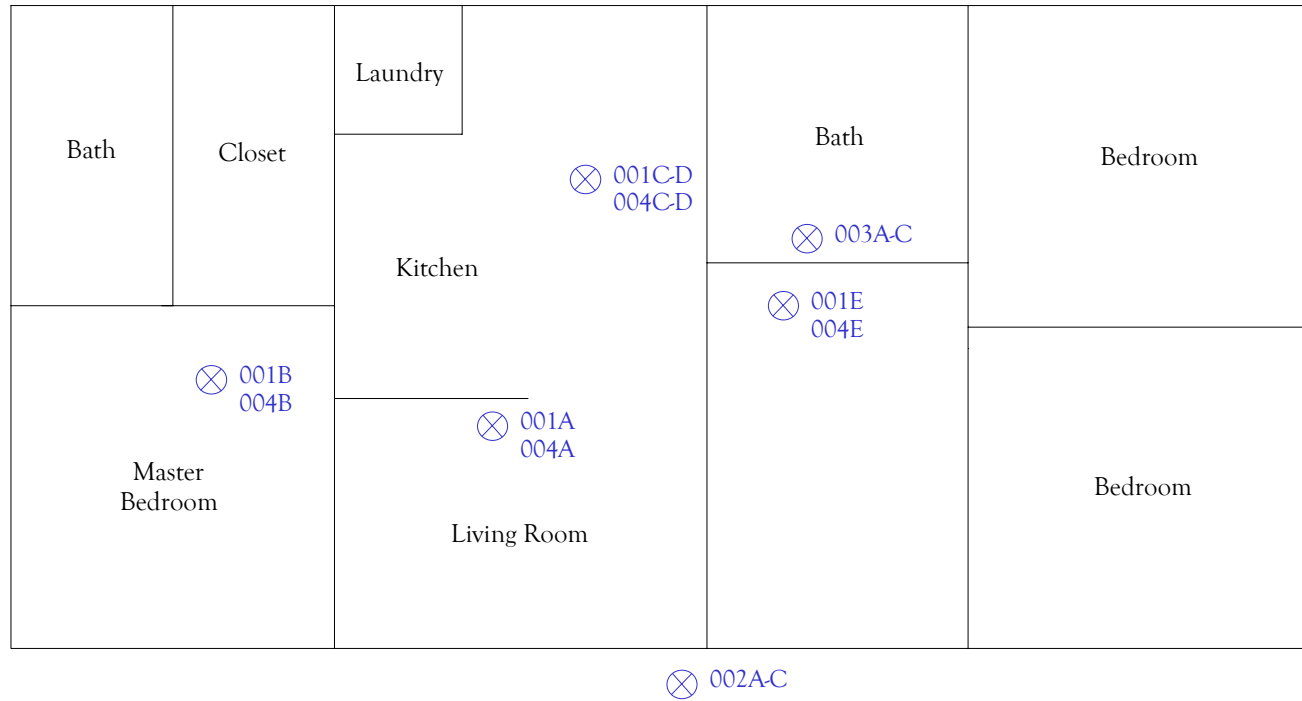 Laundry
Bath
Closet
Bath
Bedroom
001C-D
004C-D
003A-C
Kitchen
001E
004E
001B
004B
001A
004A
Master
Bedroom
Living Room
Bedroom
002A-C